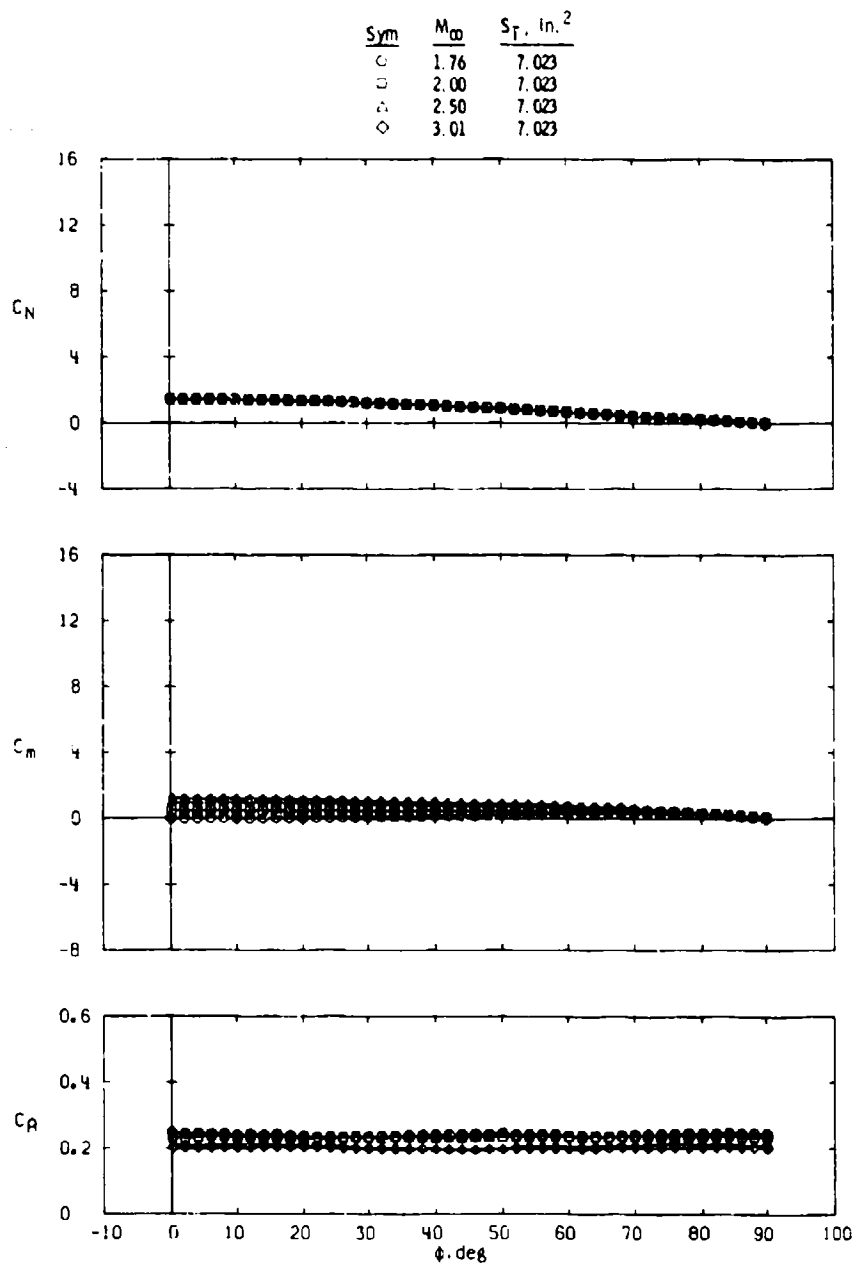 Sym M∞ S_T, in.²
○ 1.76 7.023
□ 2.00 7.023
△ 2.50 7.023
◇ 3.01 7.023
16
12
8
C_N
4
0
-4
16
12
8
C_m
4
0
-4
-8
0.6
0.4
C_A
0.2
0
-10 0 10 20 30 40 50 60 70 80 90 100
ϕ, deg